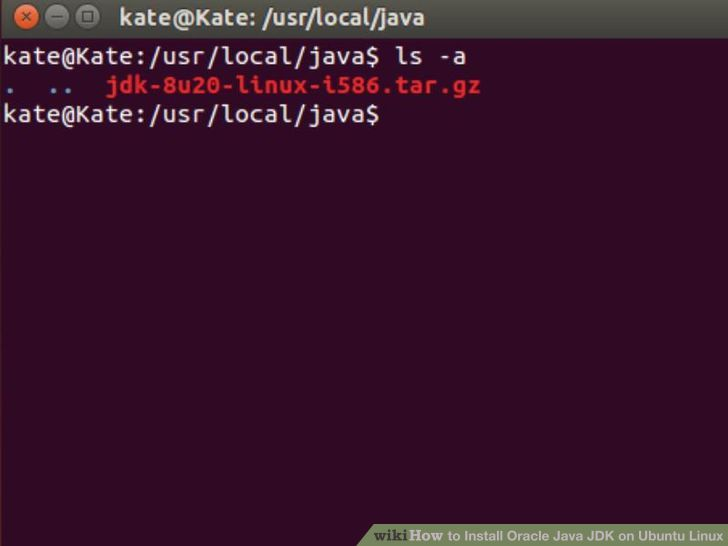 kate@Kate: /usr/local/java
kate@Kate:/usr/local/java$ ls -a
.  ..  jdk-8u20-linux-i586.tar.gz
kate@Kate:/usr/local/java$
wikiHow to Install Oracle Java JDK on Ubuntu Linux